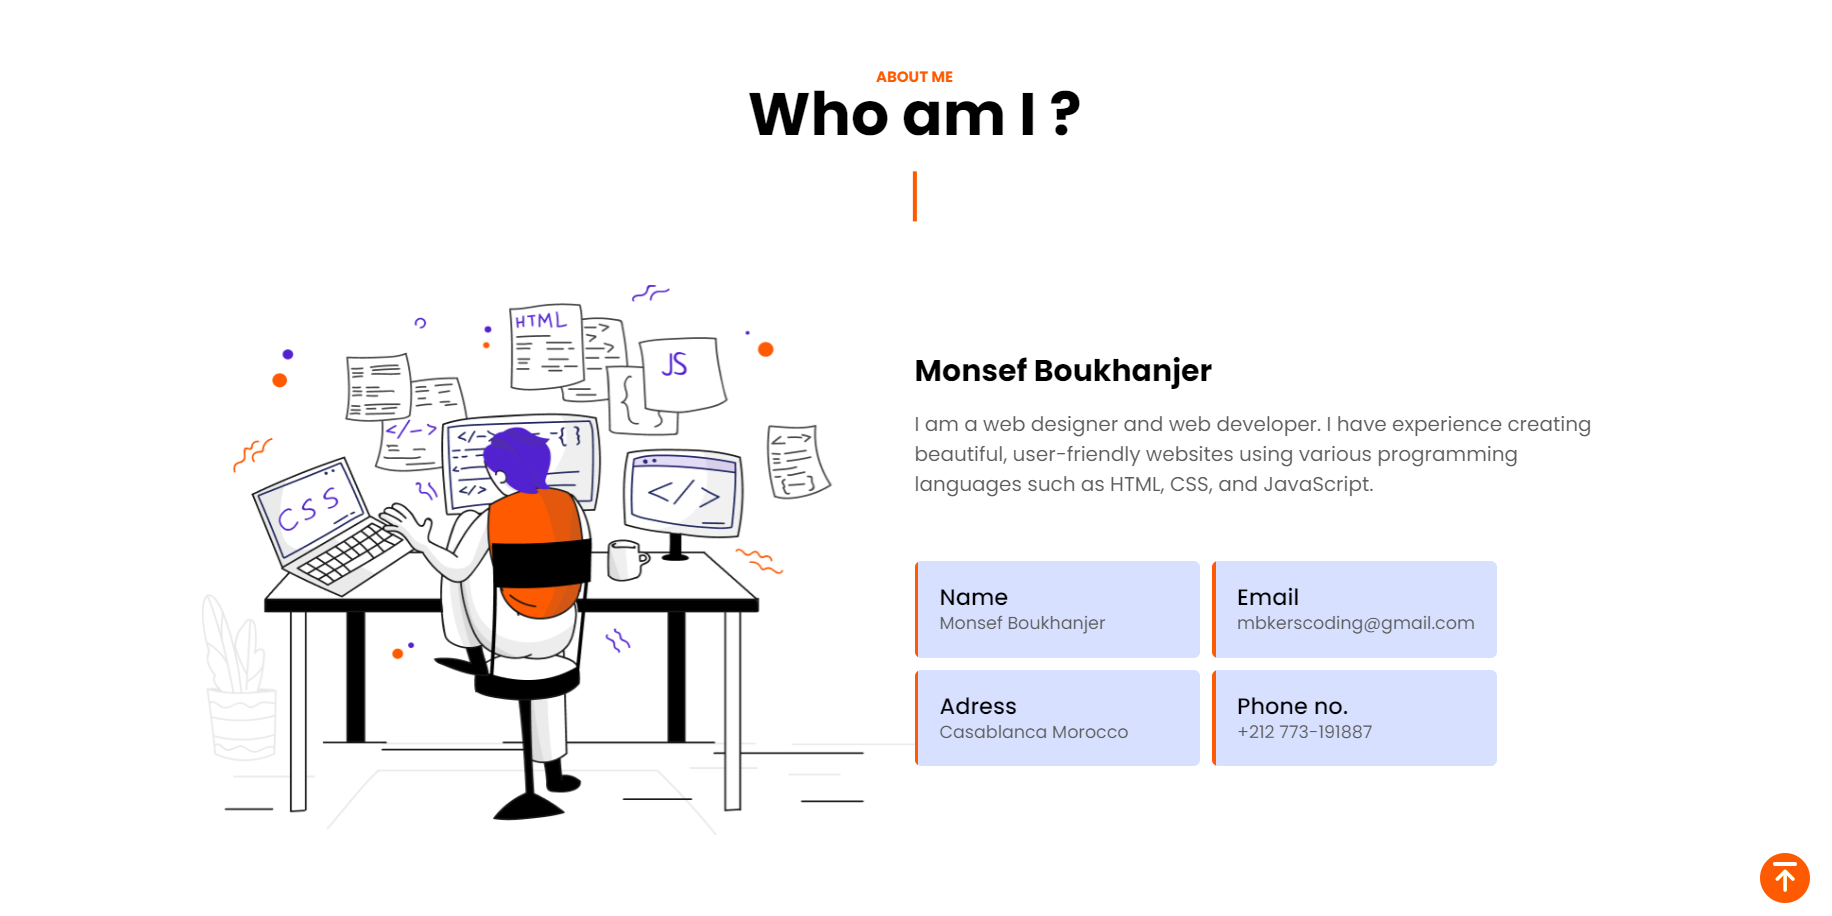 ABOUT ME
Who am I ?
HTML
JS
</->
</->
{ }
</>
</>
CSS
{ }
Monsef Boukhanjer
I am a web designer and web developer. I have experience creating
beautiful, user-friendly websites using various programming
languages such as HTML, CSS, and JavaScript.
Name
Monsef Boukhanjer
Email
mbkerscoding@gmail.com
Adress
Casablanca Morocco
Phone no.
+212 773-191887